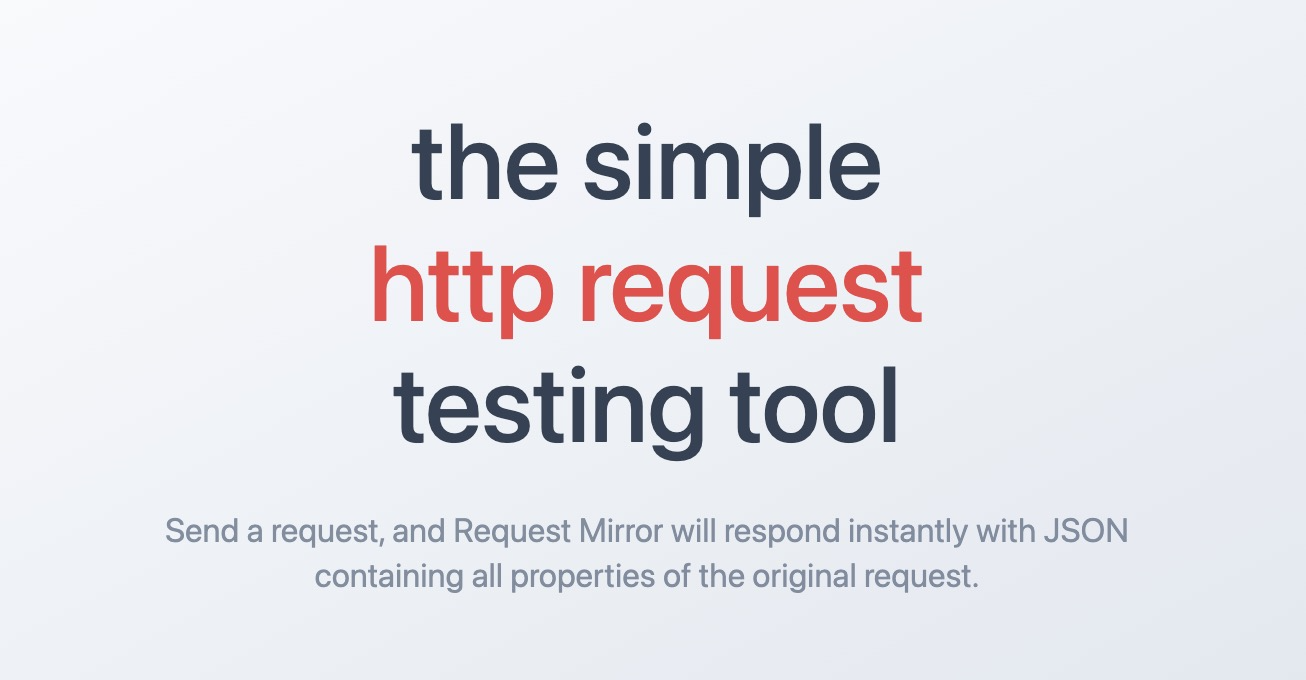 the simple
http request
testing tool
Send a request, and Request Mirror will respond instantly with JSON
containing all properties of the original request.